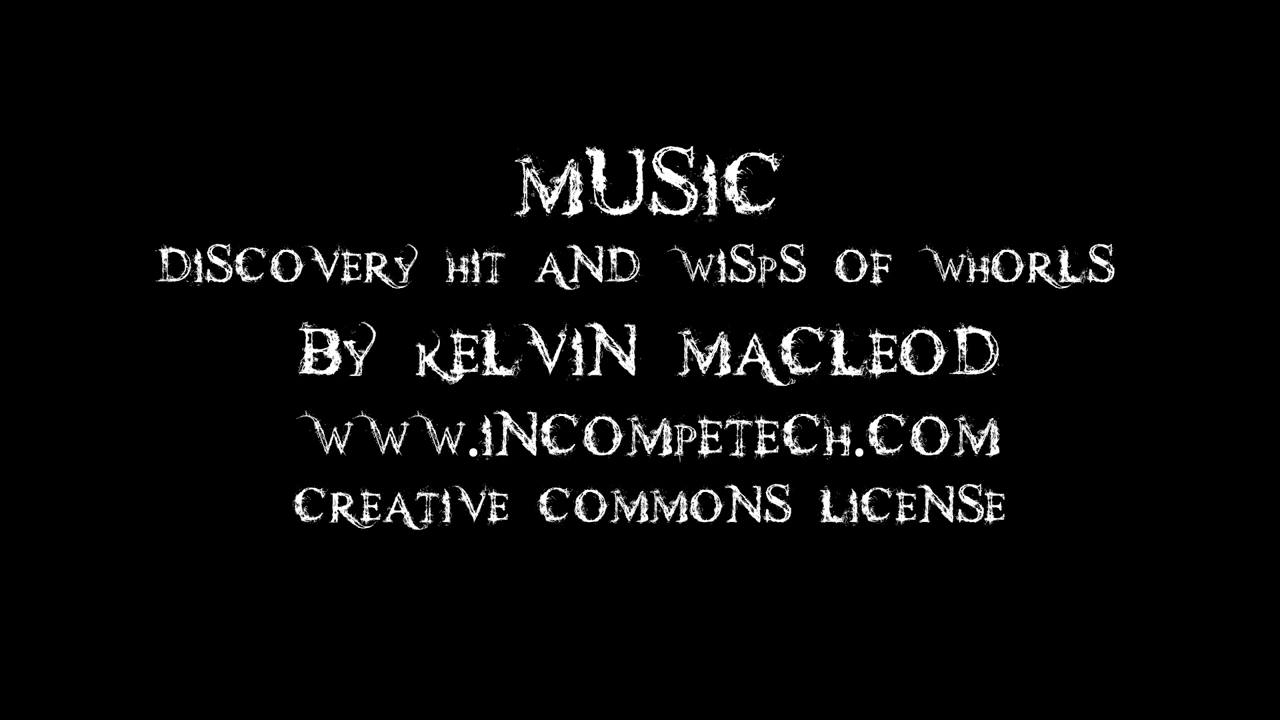 MUSIC
DISCOVERY HIT AND WISPS OF WHORLS
BY KELVIN MACLEOD
WWW.INCOMPETECH.COM
CREATIVE COMMONS LICENSE